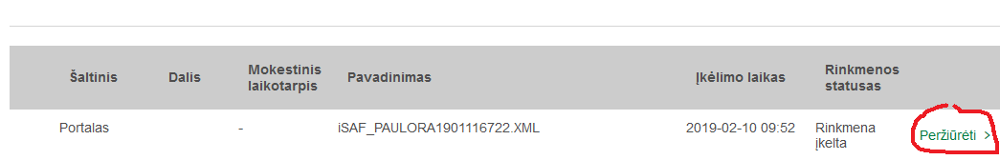 Šaltinis Dalis Mokestinis laikotarpis Pavadinimas Įkėlimo laikas Rinkmenos statusas
Portalas - iSAF_PAULORA1901116722.XML 2019-02-10 09:52 Rinkmena įkelta Peržiūrėti >